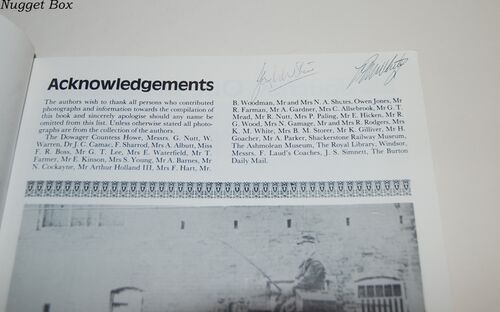 Nugget Box
Acknowledgements
The authors wish to thank all persons who contributed
photographs and information towards the compilation of
this book and sincerely apologise should any name be
omitted from this list. Unless otherwise stated all photo-
graphs are from the collection of the authors.
The Dowager Countess Howe, Messrs. G. Nutt, W.
Warren, Dr J. C. Camac, F. Sharrod, Mrs A. Albutt, Miss
F. R. Boss, Mr G. T. Lee, Mrs E. Waterfield, Mr T.
Farmer, Mr E. Kinson, Mrs S. Young, Mr A. Barnes, Mr
N. Cockayne, Mr Arthur Holland III, Mrs F. Hart, Mr.
B. Woodman, Mr and Mrs N. A. Shutes, Owen Jones, Mr
R. Farman, Mr A. Gardner, Mrs C. Allsebrook, Mr G. T.
Mead, Mr R. Nutt, Mrs P. Paling, Mr E. Hicken, Mr R.
G. Wood, Mrs N. Gamage, Mr and Mrs R. Rodgers, Mrs
K. M. White, Mrs B. M. Storer, Mr K. Gilliver, Mr H.
Goacher, Mr A. Parker, Shackerstone Railway Museum,
The Ashmolean Museum, The Royal Library, Windsor,
Messrs. F. Laud's Coaches, J. S. Simnett, The Burton
Daily Mail.